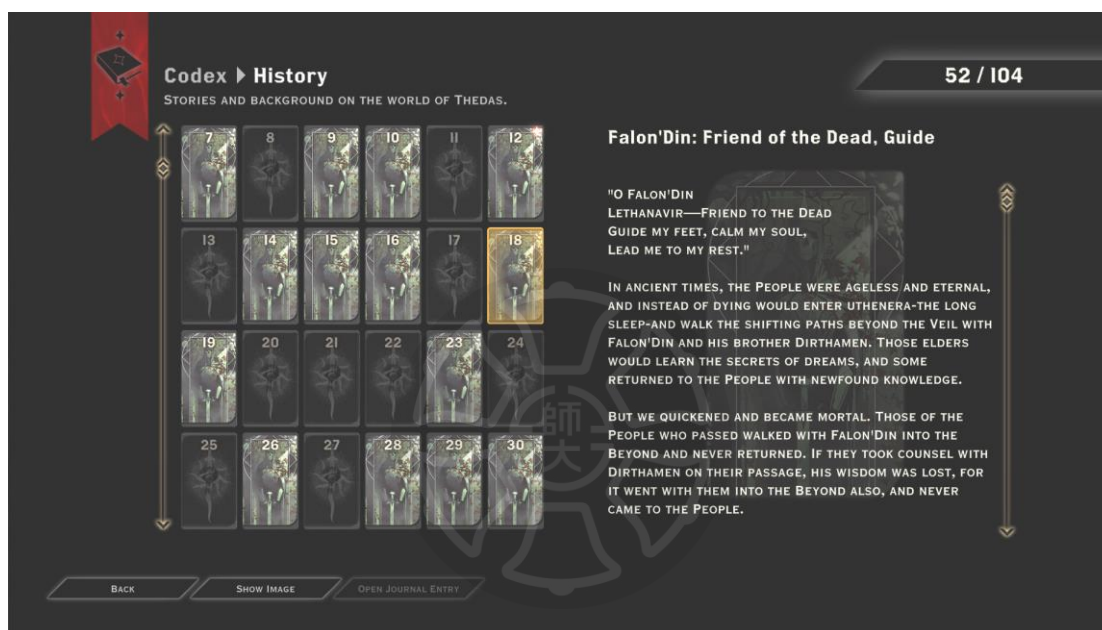 Codex ▶ History
STORIES AND BACKGROUND ON THE WORLD OF THEDAS.
52 / 104
7 8 9 10 11 12
13 14 15 16 17 18
19 20 21 22 23 24
25 26 27 28 29 30
Falon'Din: Friend of the Dead, Guide
"O FALON'DIN
LETHANAVIR—FRIEND TO THE DEAD
GUIDE MY FEET, CALM MY SOUL,
LEAD ME TO MY REST."
IN ANCIENT TIMES, THE PEOPLE WERE AGELESS AND ETERNAL,
AND INSTEAD OF DYING WOULD ENTER UTHENERA-THE LONG
SLEEP-AND WALK THE SHIFTING PATHS BEYOND THE VEIL WITH
FALON'DIN AND HIS BROTHER DIRTHAMEN. THOSE ELDERS
WOULD LEARN THE SECRETS OF DREAMS, AND SOME
RETURNED TO THE PEOPLE WITH NEWFOUND KNOWLEDGE.
BUT WE QUICKENED AND BECAME MORTAL. THOSE OF THE
PEOPLE WHO PASSED WALKED WITH FALON'DIN INTO THE
BEYOND AND NEVER RETURNED. IF THEY TOOK COUNSEL WITH
DIRTHAMEN ON THEIR PASSAGE, HIS WISDOM WAS LOST, FOR
IT WENT WITH THEM INTO THE BEYOND ALSO, AND NEVER
CAME TO THE PEOPLE.
師大
BACK
SHOW IMAGE
OPEN JOURNAL ENTRY